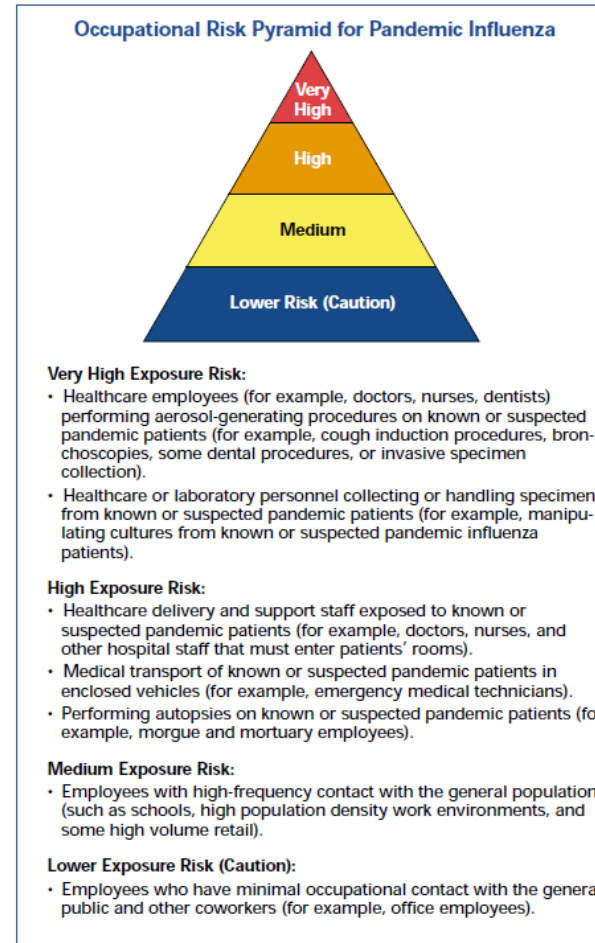 Occupational Risk Pyramid for Pandemic Influenza
Very
High
High
Medium
Lower Risk (Caution)
Very High Exposure Risk:
• Healthcare employees (for example, doctors, nurses, dentists)
performing aerosol-generating procedures on known or suspected
pandemic patients (for example, cough induction procedures, bron-
choscopies, some dental procedures, or invasive specimen
collection).
• Healthcare or laboratory personnel collecting or handling specimen
from known or suspected pandemic patients (for example, manipu-
lating cultures from known or suspected pandemic influenza
patients).
High Exposure Risk:
• Healthcare delivery and support staff exposed to known or
suspected pandemic patients (for example, doctors, nurses, and
other hospital staff that must enter patients' rooms).
• Medical transport of known or suspected pandemic patients in
enclosed vehicles (for example, emergency medical technicians).
• Performing autopsies on known or suspected pandemic patients (fo
example, morgue and mortuary employees).
Medium Exposure Risk:
• Employees with high-frequency contact with the general population
(such as schools, high population density work environments, and
some high volume retail).
Lower Exposure Risk (Caution):
• Employees who have minimal occupational contact with the genera
public and other coworkers (for example, office employees).